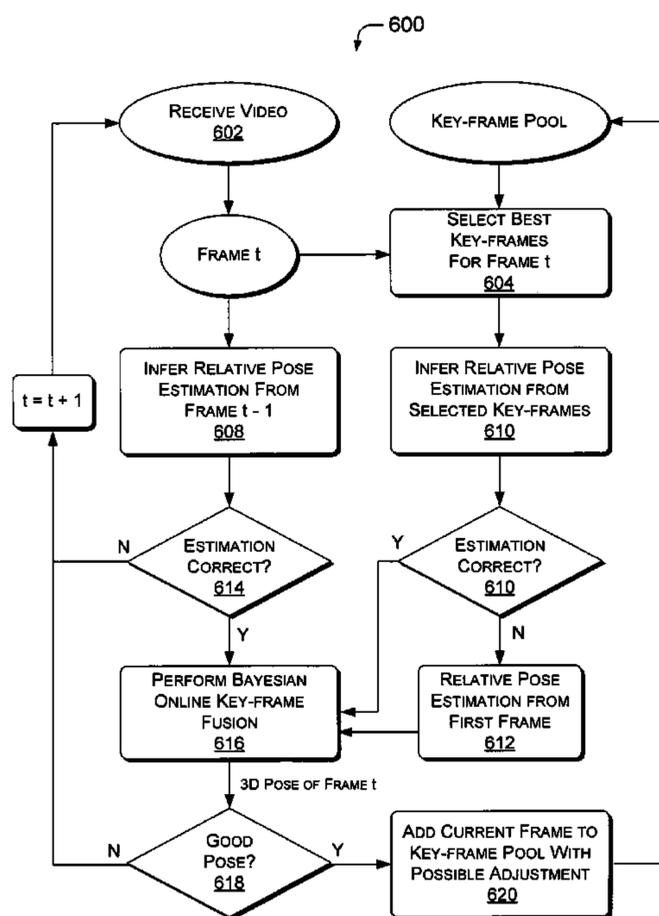 600
RECEIVE VIDEO
602
KEY-FRAME POOL
FRAME t
SELECT BEST
KEY-FRAMES
FOR FRAME t
604
t = t + 1
INFER RELATIVE POSE
ESTIMATION FROM
FRAME t - 1
608
INFER RELATIVE POSE
ESTIMATION FROM
SELECTED KEY-FRAMES
610
N
ESTIMATION
CORRECT?
614
Y
Y
ESTIMATION
CORRECT?
610
N
PERFORM BAYESIAN
ONLINE KEY-FRAME
FUSION
616
RELATIVE POSE
ESTIMATION FROM
FIRST FRAME
612
3D POSE OF FRAME t
N
GOOD
POSE?
618
Y
ADD CURRENT FRAME TO
KEY-FRAME POOL WITH
POSSIBLE ADJUSTMENT
620